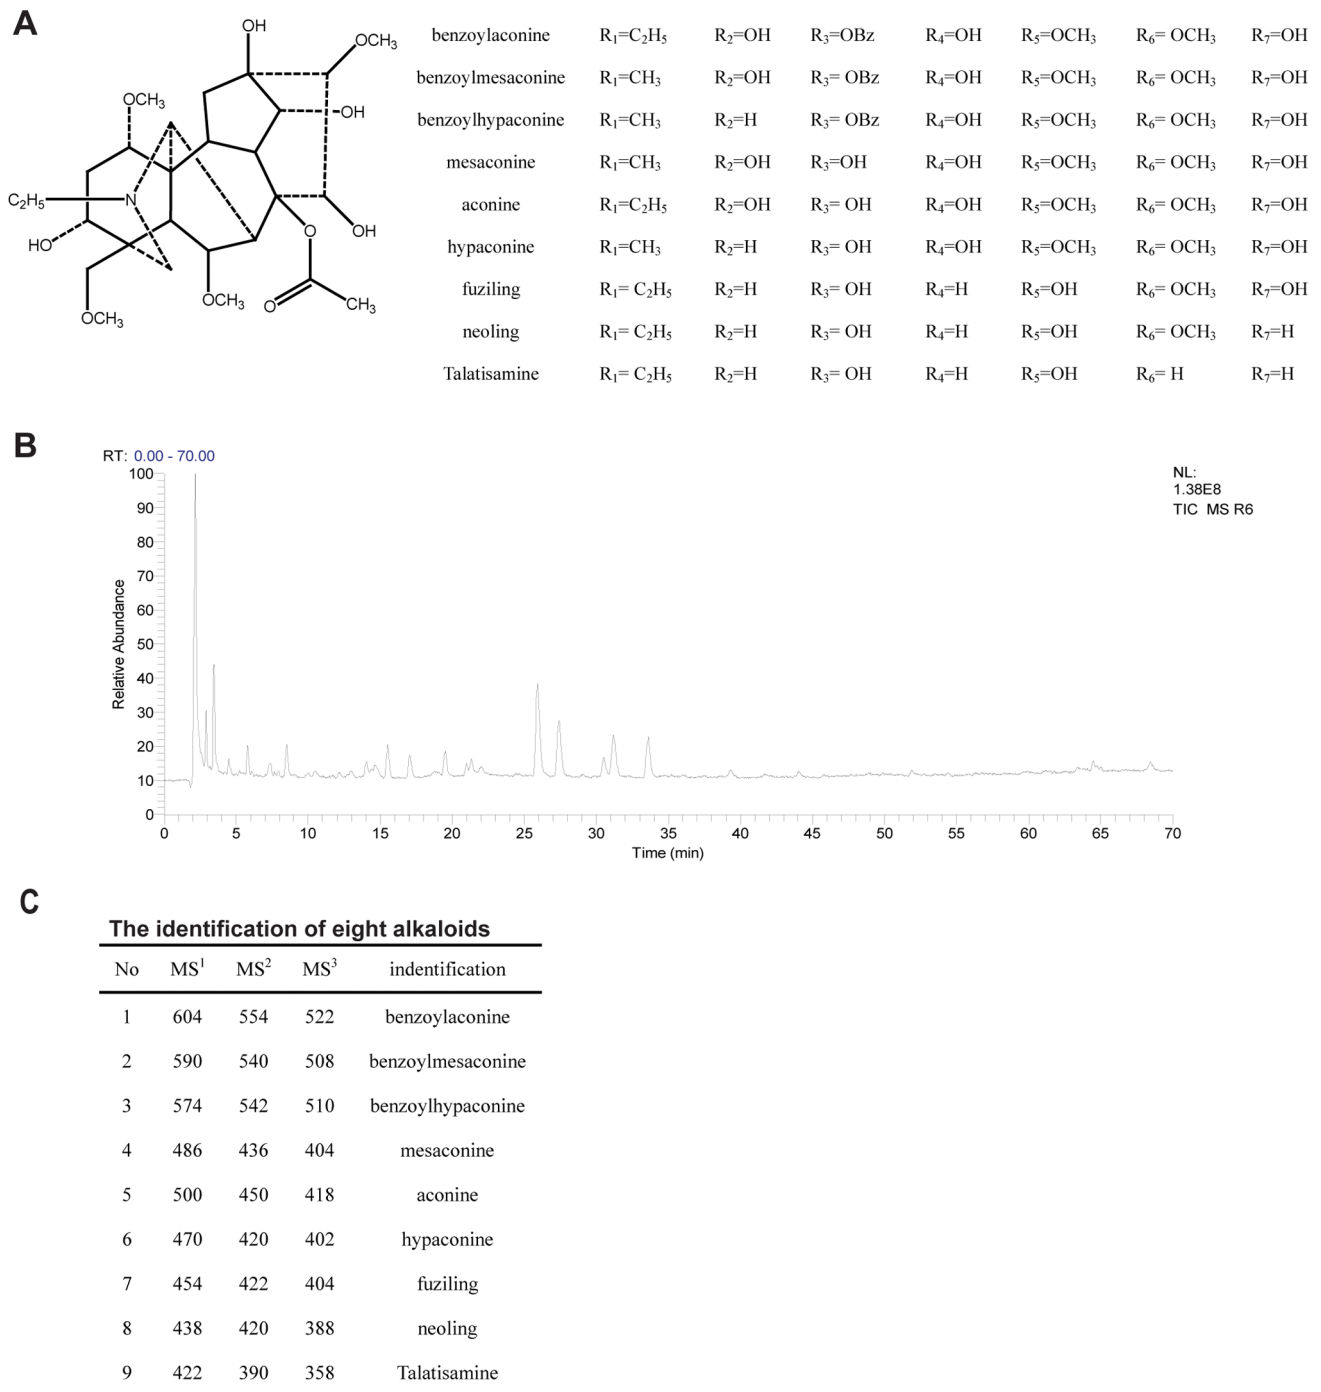 A
OH
OCH₃
OCH₃
OH
C₂H₅
N
HO
O
OH
OCH₃
O
CH₃
OCH₃
benzoylaconine R₁=C₂H₅ R₂=OH R₃=OBz R₄=OH R₅=OCH₃ R₆= OCH₃ R₇=OH
benzoylmesaconine R₁=CH₃ R₂=OH R₃= OBz R₄=OH R₅=OCH₃ R₆= OCH₃ R₇=OH
benzoylhypaconine R₁=CH₃ R₂=H R₃= OBz R₄=OH R₅=OCH₃ R₆= OCH₃ R₇=OH
mesaconine R₁=CH₃ R₂=OH R₃=OH R₄=OH R₅=OCH₃ R₆= OCH₃ R₇=OH
aconine R₁=C₂H₅ R₂=OH R₃= OH R₄=OH R₅=OCH₃ R₆= OCH₃ R₇=OH
hypaconine R₁=CH₃ R₂=H R₃= OH R₄=OH R₅=OCH₃ R₆= OCH₃ R₇=OH
fuziling R₁= C₂H₅ R₂=H R₃= OH R₄=H R₅=OH R₆= OCH₃ R₇=OH
neoling R₁= C₂H₅ R₂=H R₃= OH R₄=H R₅=OH R₆= OCH₃ R₇=H
Talatisamine R₁= C₂H₅ R₂=H R₃= OH R₄=H R₅=OH R₆= H R₇=H
B
RT: 0.00 - 70.00
NL:
1.38E8
TIC MS R6
100
90
80
70
60
50
40
30
20
10
0
Relative Abundance
0 5 10 15 20 25 30 35 40 45 50 55 60 65 70
Time (min)
C
The identification of eight alkaloids
No MS¹ MS² MS³ indentification
1 604 554 522 benzoylaconine
2 590 540 508 benzoylmesaconine
3 574 542 510 benzoylhypaconine
4 486 436 404 mesaconine
5 500 450 418 aconine
6 470 420 402 hypaconine
7 454 422 404 fuziling
8 438 420 388 neoling
9 422 390 358 Talatisamine